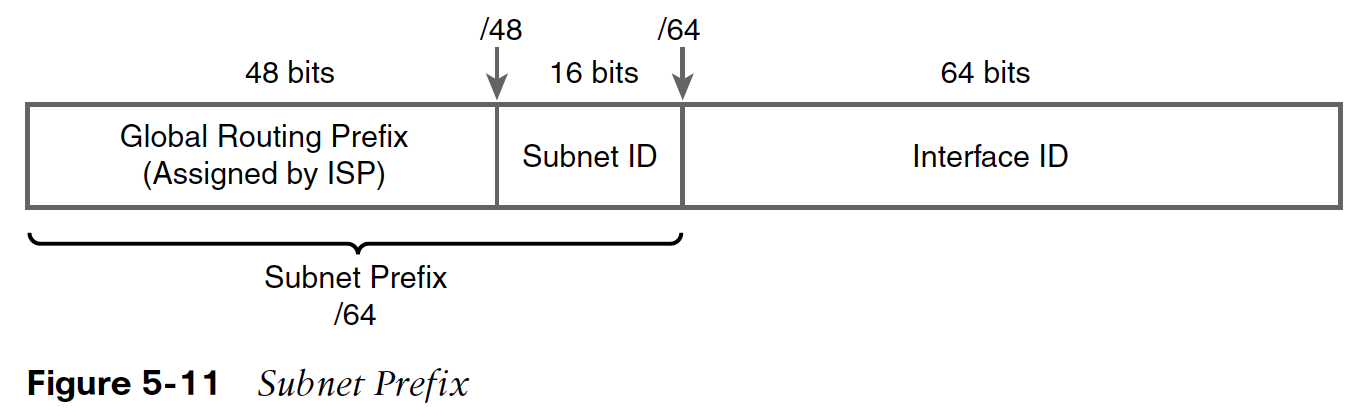 /48 /64
48 bits 16 bits 64 bits
Global Routing Prefix
(Assigned by ISP)
Subnet ID
Interface ID
Subnet Prefix
/64
Figure 5-11 Subnet Prefix